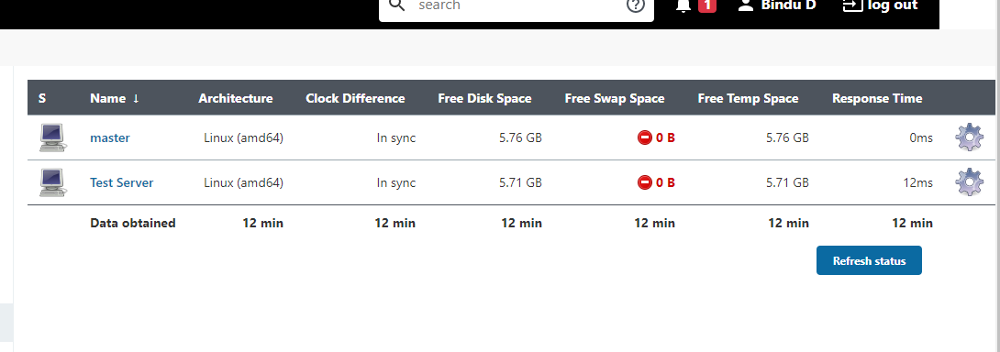 search 1 Bindu D log out
S Name ↓ Architecture Clock Difference Free Disk Space Free Swap Space Free Temp Space Response Time
master Linux (amd64) In sync 5.76 GB 0 B 5.76 GB 0ms
Test Server Linux (amd64) In sync 5.71 GB 0 B 5.71 GB 12ms
Data obtained 12 min 12 min 12 min 12 min 12 min 12 min
Refresh status